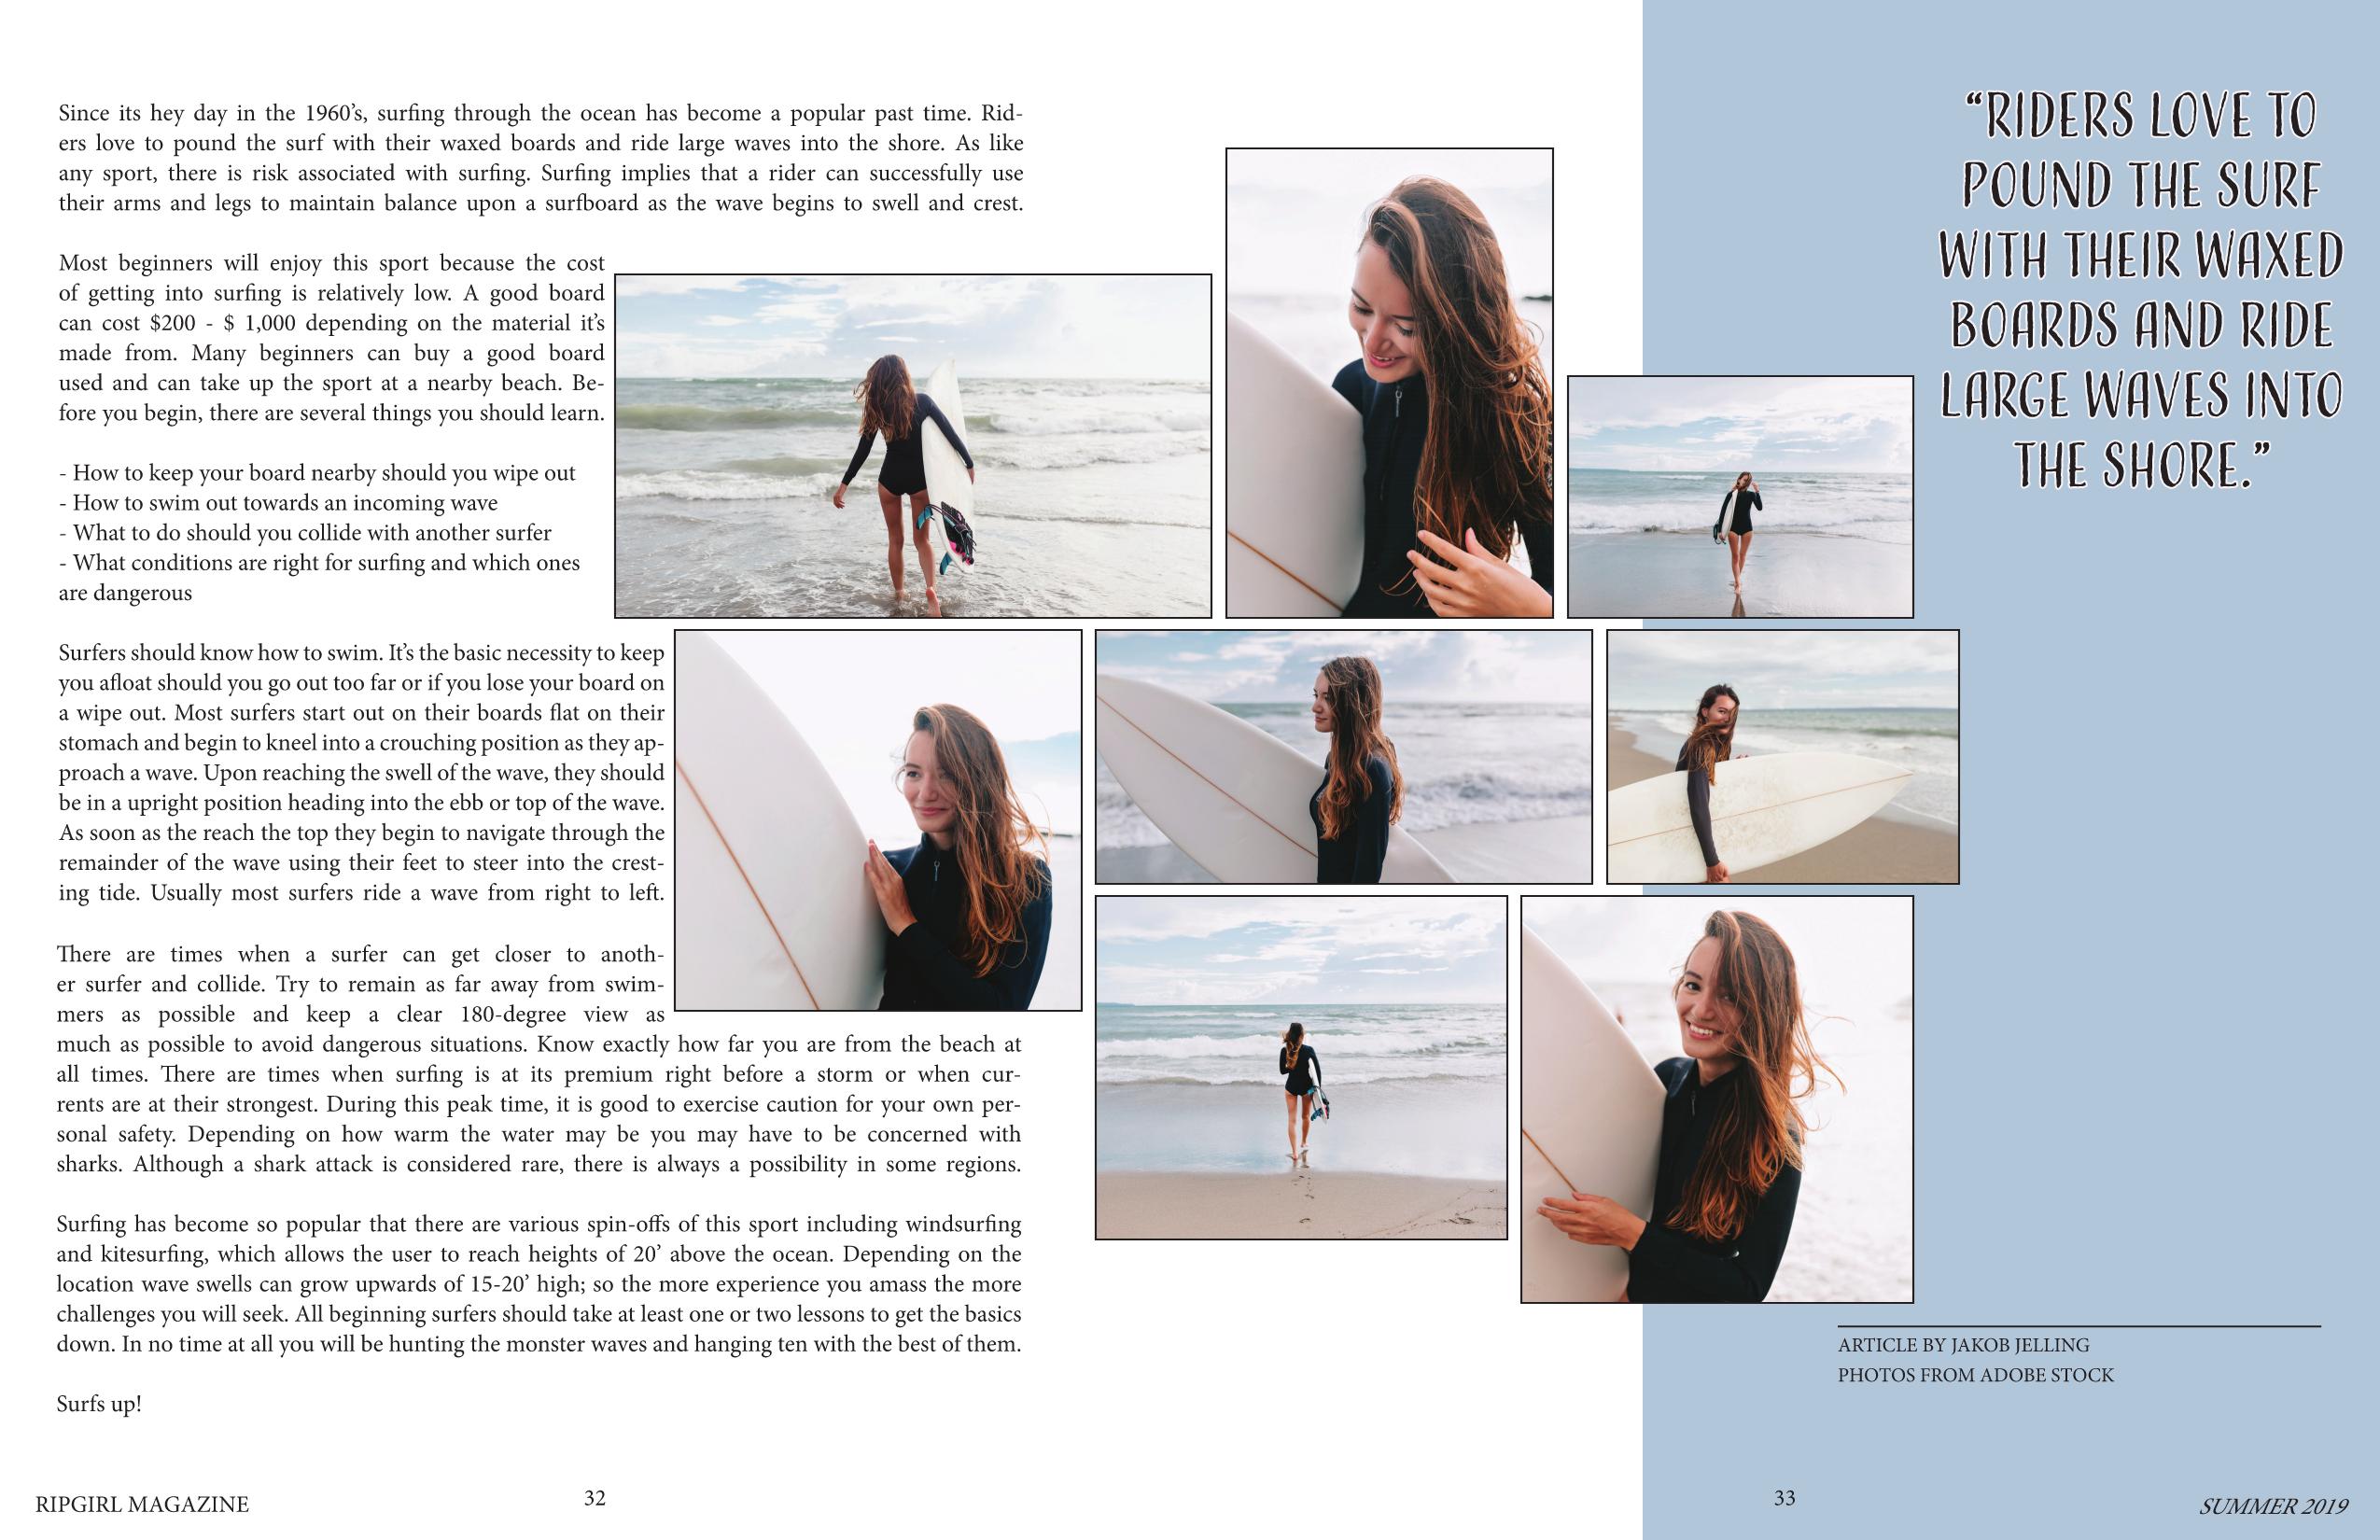 Since its hey day in the 1960’s, surfing through the ocean has become a popular past time. Rid-
ers love to pound the surf with their waxed boards and ride large waves into the shore. As like
any sport, there is risk associated with surfing. Surfing implies that a rider can successfully use
their arms and legs to maintain balance upon a surfboard as the wave begins to swell and crest.
Most beginners will enjoy this sport because the cost
of getting into surfing is relatively low. A good board
can cost $200 - $ 1,000 depending on the material it’s
made from. Many beginners can buy a good board
used and can take up the sport at a nearby beach. Be-
fore you begin, there are several things you should learn.
- How to keep your board nearby should you wipe out
- How to swim out towards an incoming wave
- What to do should you collide with another surfer
- What conditions are right for surfing and which ones
are dangerous
Surfers should know how to swim. It’s the basic necessity to keep
you afloat should you go out too far or if you lose your board on
a wipe out. Most surfers start out on their boards flat on their
stomach and begin to kneel into a crouching position as they ap-
proach a wave. Upon reaching the swell of the wave, they should
be in a upright position heading into the ebb or top of the wave.
As soon as the reach the top they begin to navigate through the
remainder of the wave using their feet to steer into the crest-
ing tide. Usually most surfers ride a wave from right to left.
There are times when a surfer can get closer to anoth-
er surfer and collide. Try to remain as far away from swim-
mers as possible and keep a clear 180-degree view as
much as possible to avoid dangerous situations. Know exactly how far you are from the beach at
all times. There are times when surfing is at its premium right before a storm or when cur-
rents are at their strongest. During this peak time, it is good to exercise caution for your own per-
sonal safety. Depending on how warm the water may be you may have to be concerned with
sharks. Although a shark attack is considered rare, there is always a possibility in some regions.
Surfing has become so popular that there are various spin-offs of this sport including windsurfing
and kitesurfing, which allows the user to reach heights of 20’ above the ocean. Depending on the
location wave swells can grow upwards of 15-20’ high; so the more experience you amass the more
challenges you will seek. All beginning surfers should take at least one or two lessons to get the basics
down. In no time at all you will be hunting the monster waves and hanging ten with the best of them.
Surfs up!
RIPGIRL MAGAZINE
32
“RIDERS LOVE TO
POUND THE SURF
WITH THEIR WAXED
BOARDS AND RIDE
LARGE WAVES INTO
THE SHORE.”
ARTICLE BY JAKOB JELLING
PHOTOS FROM ADOBE STOCK
33
SUMMER 2019